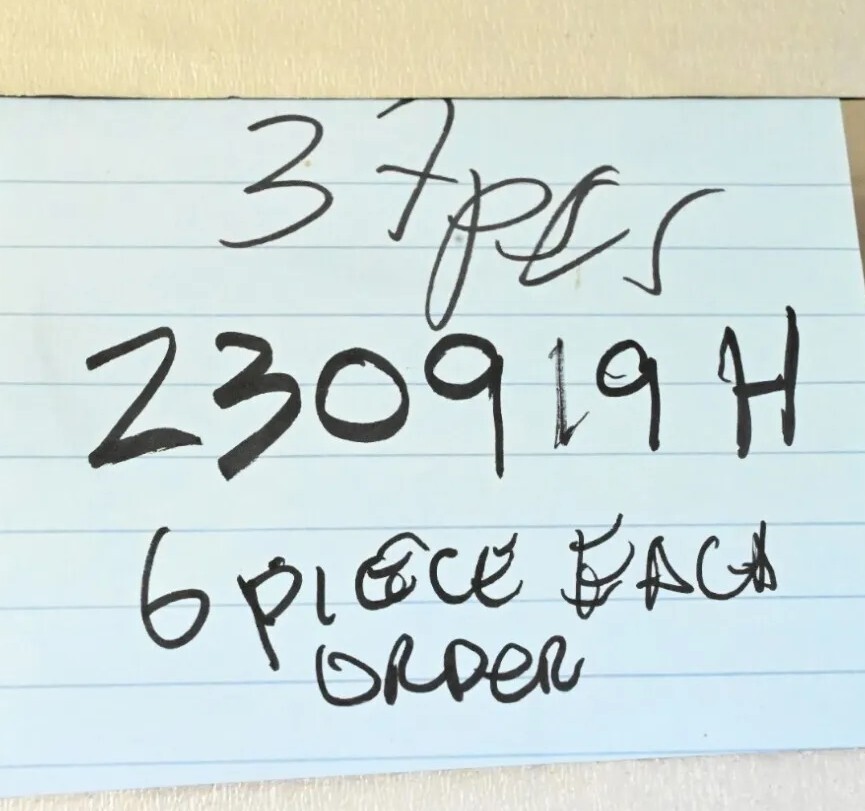 37pcs
230919H
6 PIECE EACH
ORDER